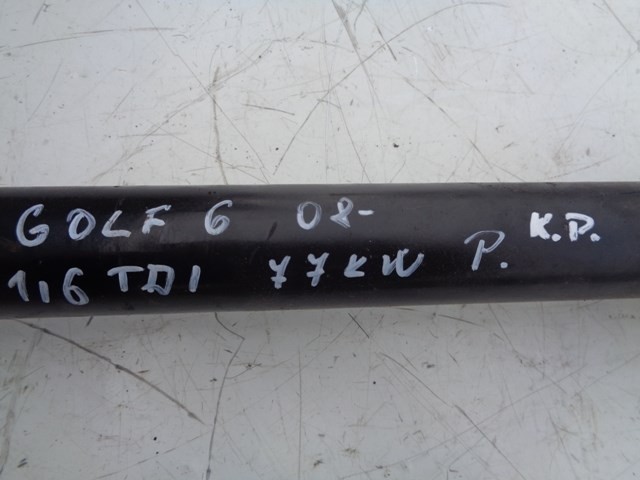 GOLF 6 08-
1,6 TDI 77KW P. K.P.